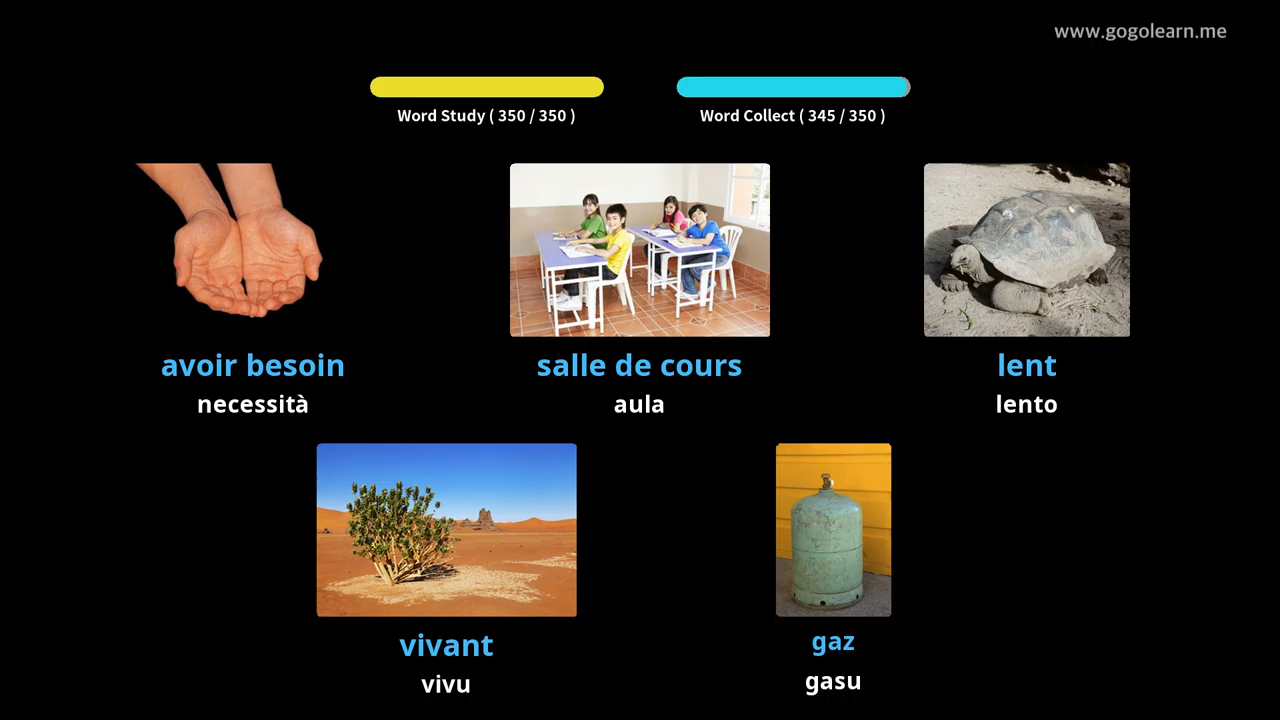 www.gogolearn.me
Word Study ( 350 / 350 )
Word Collect ( 345 / 350 )
avoir besoin
necessità
salle de cours
aula
lent
lento
vivant
vivu
gaz
gasu